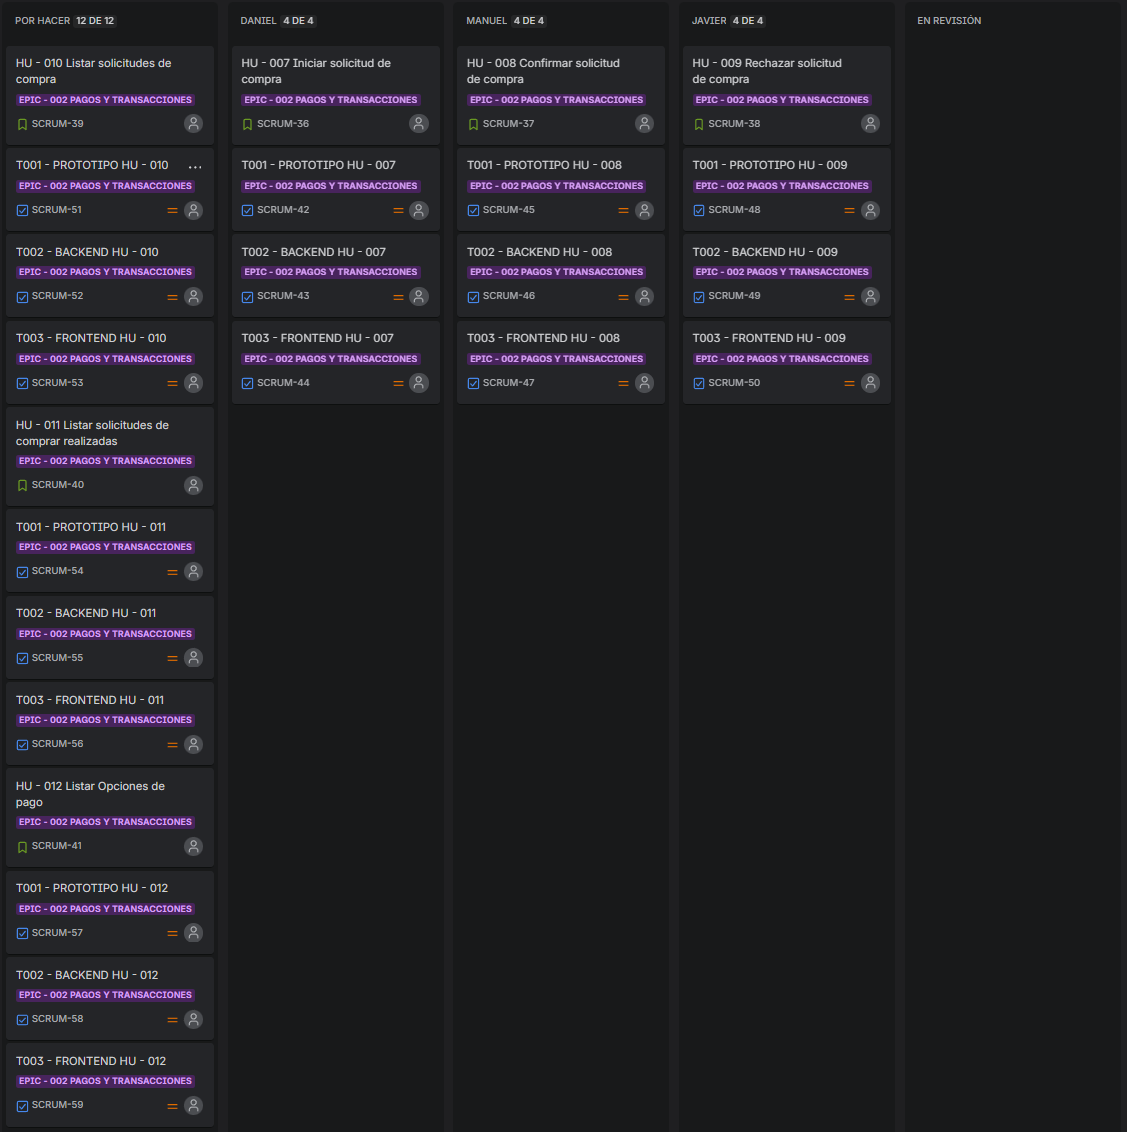 POR HACER 12 DE 12
HU - 010 Listar solicitudes de
compra
EPIC - 002 PAGOS Y TRANSACCIONES
SCRUM-39
T001 - PROTOTIPO HU - 010
EPIC - 002 PAGOS Y TRANSACCIONES
SCRUM-51
T002 - BACKEND HU - 010
EPIC - 002 PAGOS Y TRANSACCIONES
SCRUM-52
T003 - FRONTEND HU - 010
EPIC - 002 PAGOS Y TRANSACCIONES
SCRUM-53
HU - 011 Listar solicitudes de
comprar realizadas
EPIC - 002 PAGOS Y TRANSACCIONES
SCRUM-40
T001 - PROTOTIPO HU - 011
EPIC - 002 PAGOS Y TRANSACCIONES
SCRUM-54
T002 - BACKEND HU - 011
EPIC - 002 PAGOS Y TRANSACCIONES
SCRUM-55
T003 - FRONTEND HU - 011
EPIC - 002 PAGOS Y TRANSACCIONES
SCRUM-56
HU - 012 Listar Opciones de
pago
EPIC - 002 PAGOS Y TRANSACCIONES
SCRUM-41
T001 - PROTOTIPO HU - 012
EPIC - 002 PAGOS Y TRANSACCIONES
SCRUM-57
T002 - BACKEND HU - 012
EPIC - 002 PAGOS Y TRANSACCIONES
SCRUM-58
T003 - FRONTEND HU - 012
EPIC - 002 PAGOS Y TRANSACCIONES
SCRUM-59
DANIEL 4 DE 4
HU - 007 Iniciar solicitud de
compra
EPIC - 002 PAGOS Y TRANSACCIONES
SCRUM-36
T001 - PROTOTIPO HU - 007
EPIC - 002 PAGOS Y TRANSACCIONES
SCRUM-42
T002 - BACKEND HU - 007
EPIC - 002 PAGOS Y TRANSACCIONES
SCRUM-43
T003 - FRONTEND HU - 007
EPIC - 002 PAGOS Y TRANSACCIONES
SCRUM-44
MANUEL 4 DE 4
HU - 008 Confirmar solicitud
de compra
EPIC - 002 PAGOS Y TRANSACCIONES
SCRUM-37
T001 - PROTOTIPO HU - 008
EPIC - 002 PAGOS Y TRANSACCIONES
SCRUM-45
T002 - BACKEND HU - 008
EPIC - 002 PAGOS Y TRANSACCIONES
SCRUM-46
T003 - FRONTEND HU - 008
EPIC - 002 PAGOS Y TRANSACCIONES
SCRUM-47
JAVIER 4 DE 4
HU - 009 Rechazar solicitud
de compra
EPIC - 002 PAGOS Y TRANSACCIONES
SCRUM-38
T001 - PROTOTIPO HU - 009
EPIC - 002 PAGOS Y TRANSACCIONES
SCRUM-48
T002 - BACKEND HU - 009
EPIC - 002 PAGOS Y TRANSACCIONES
SCRUM-49
T003 - FRONTEND HU - 009
EPIC - 002 PAGOS Y TRANSACCIONES
SCRUM-50
EN REVISIÓN